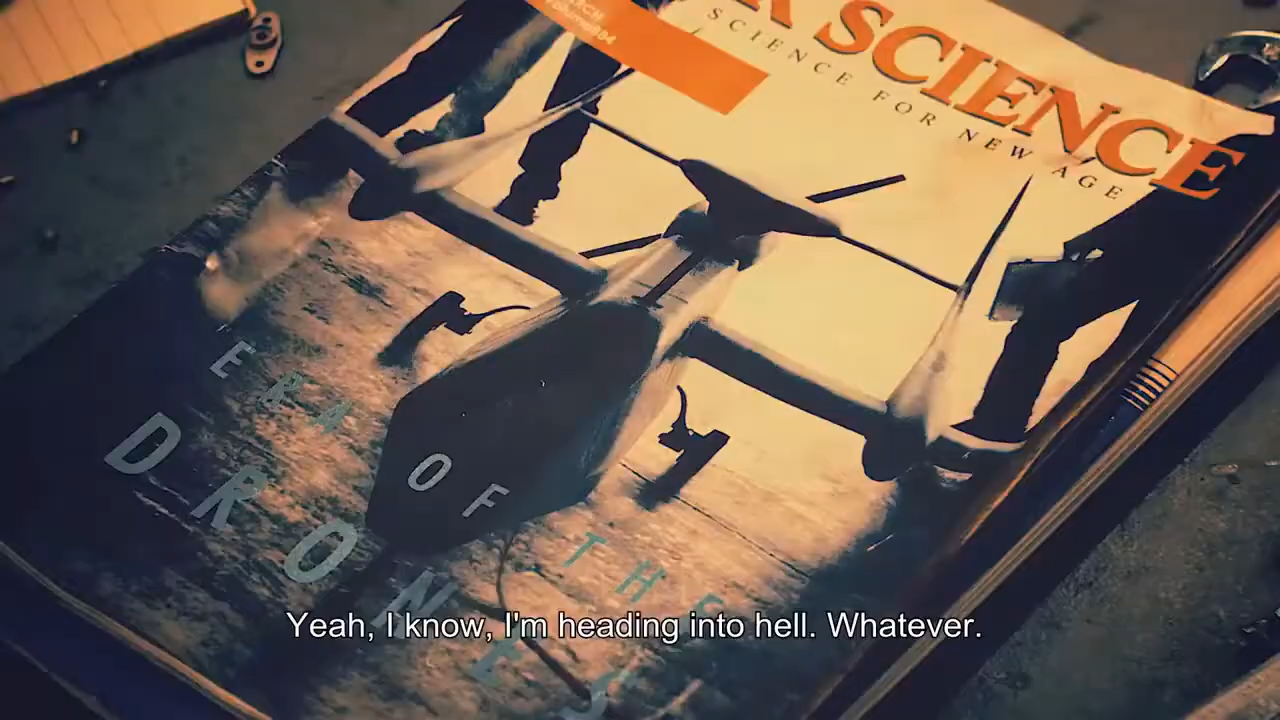 SCIENCE
SCIENCE FOR NEW AGE
ERA OF THE
DRONES
Yeah, I know, I'm heading into hell. Whatever.